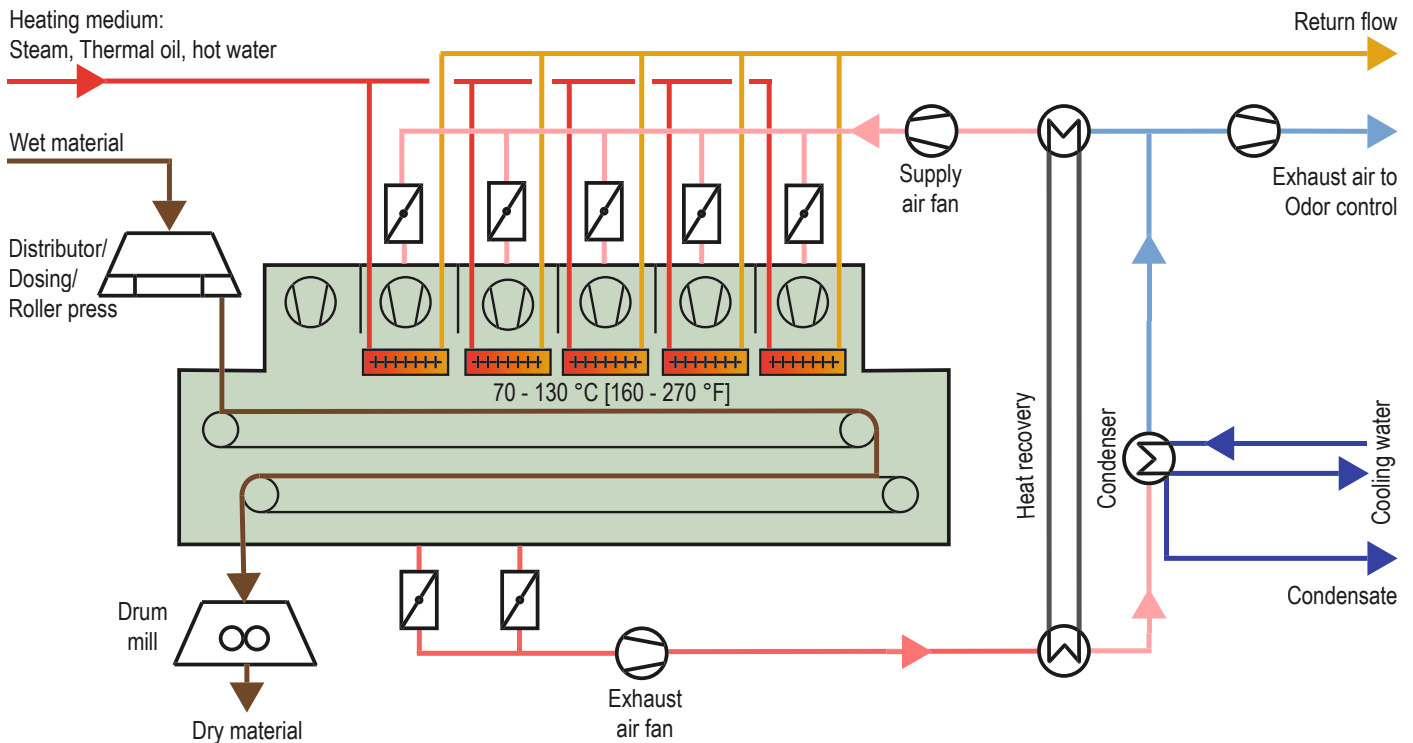 Heating medium:
Steam, Thermal oil, hot water
Return flow
Wet material
Supply
air fan
Exhaust air to
Odor control
Distributor/
Dosing/
Roller press
70 - 130 °C [160 - 270 °F]
Heat recovery
Condenser
Cooling water
Condensate
Drum
mill
Exhaust
air fan
Dry material